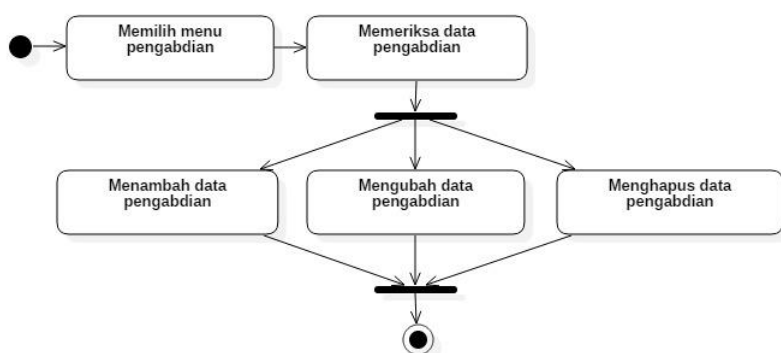 Memilih menu
pengabdian
Memeriksa data
pengabdian
Menambah data
pengabdian
Mengubah data
pengabdian
Menghapus data
pengabdian